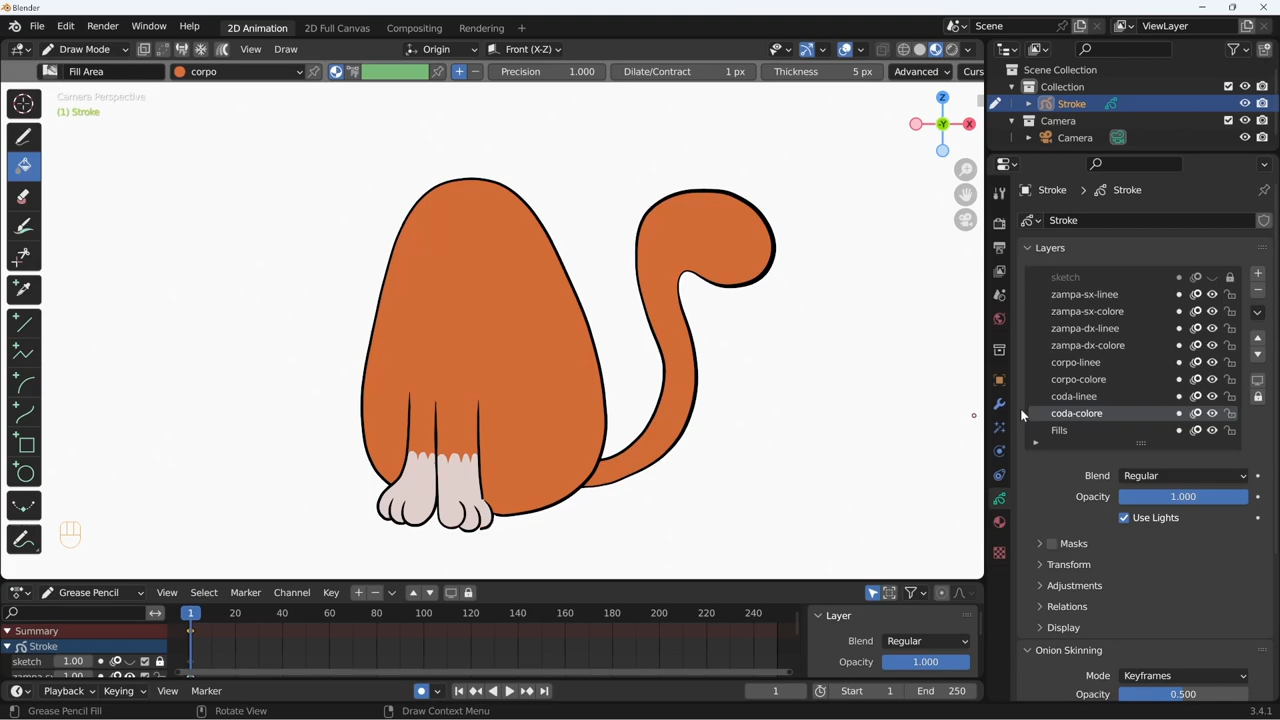 Blender
File Edit Render Window Help 2D Animation 2D Full Canvas Compositing Rendering + Scene ViewLayer
Draw Mode View Draw Origin Front (X-Z)
Fill Area corpo Precision 1.000 Dilate/Contract 1 px Thickness 5 px Advanced Curs
Camera Perspective
(1) Stroke
Z
Y X
Scene Collection
Collection
Stroke
Camera
Camera
Stroke > Stroke
Stroke
Layers
sketch
zampa-sx-linee
zampa-sx-colore
zampa-dx-linee
zampa-dx-colore
corpo-linee
corpo-colore
coda-linee
coda-colore
Fills
Blend Regular
Opacity 1.000
Use Lights
Masks
Transform
Adjustments
Relations
Display
Onion Skinning
Mode Keyframes
Opacity 0.500
Grease Pencil View Select Marker Channel Key
1 20 40 60 80 100 120 140 160 180 200 220 240
Summary
Stroke
sketch 1.00
Layer
Blend Regular
Opacity 1.000
Playback Keying View Marker 1 Start 1 End 250
Grease Pencil Fill Rotate View Draw Context Menu 3.4.1